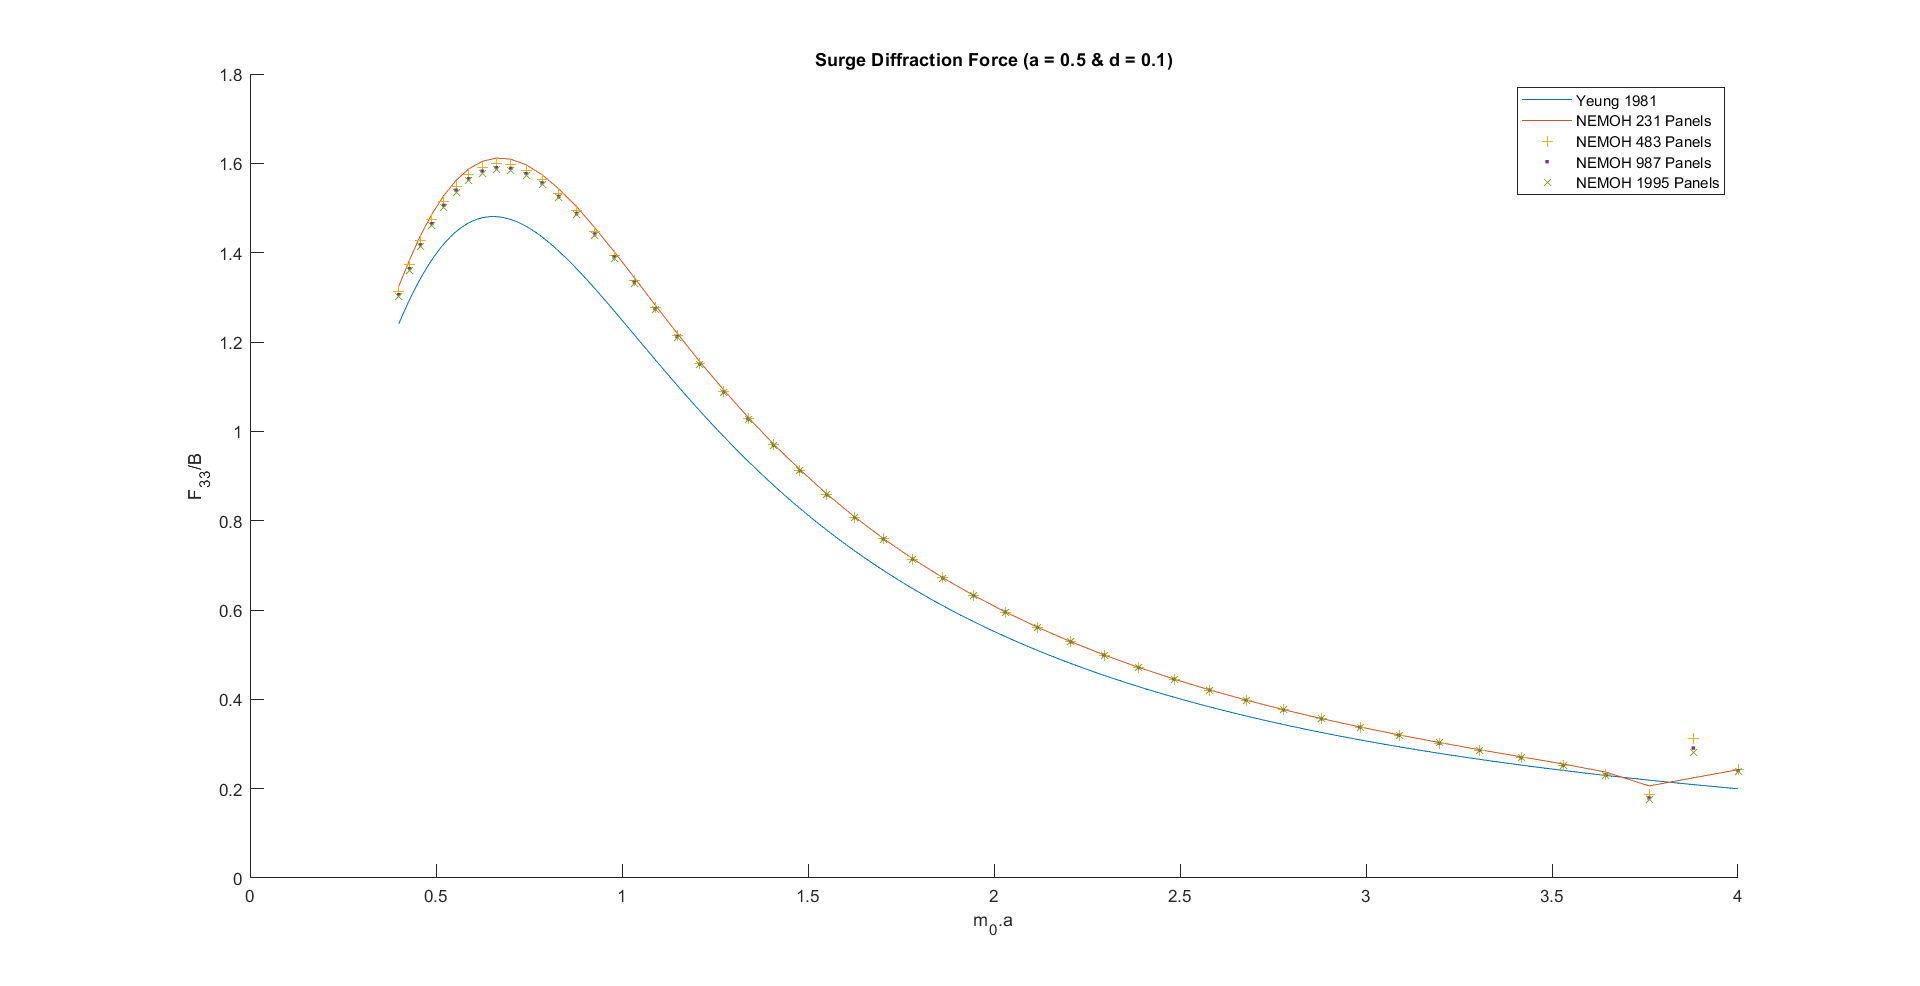 Surge Diffraction Force (a = 0.5 & d = 0.1)
1.8
1.6
1.4
1.2
1
0.8
0.6
0.4
0.2
0
F33/B
Yeung 1981
NEMOH 231 Panels
NEMOH 483 Panels
NEMOH 987 Panels
NEMOH 1995 Panels
0 0.5 1 1.5 2 2.5 3 3.5 4
m0.a